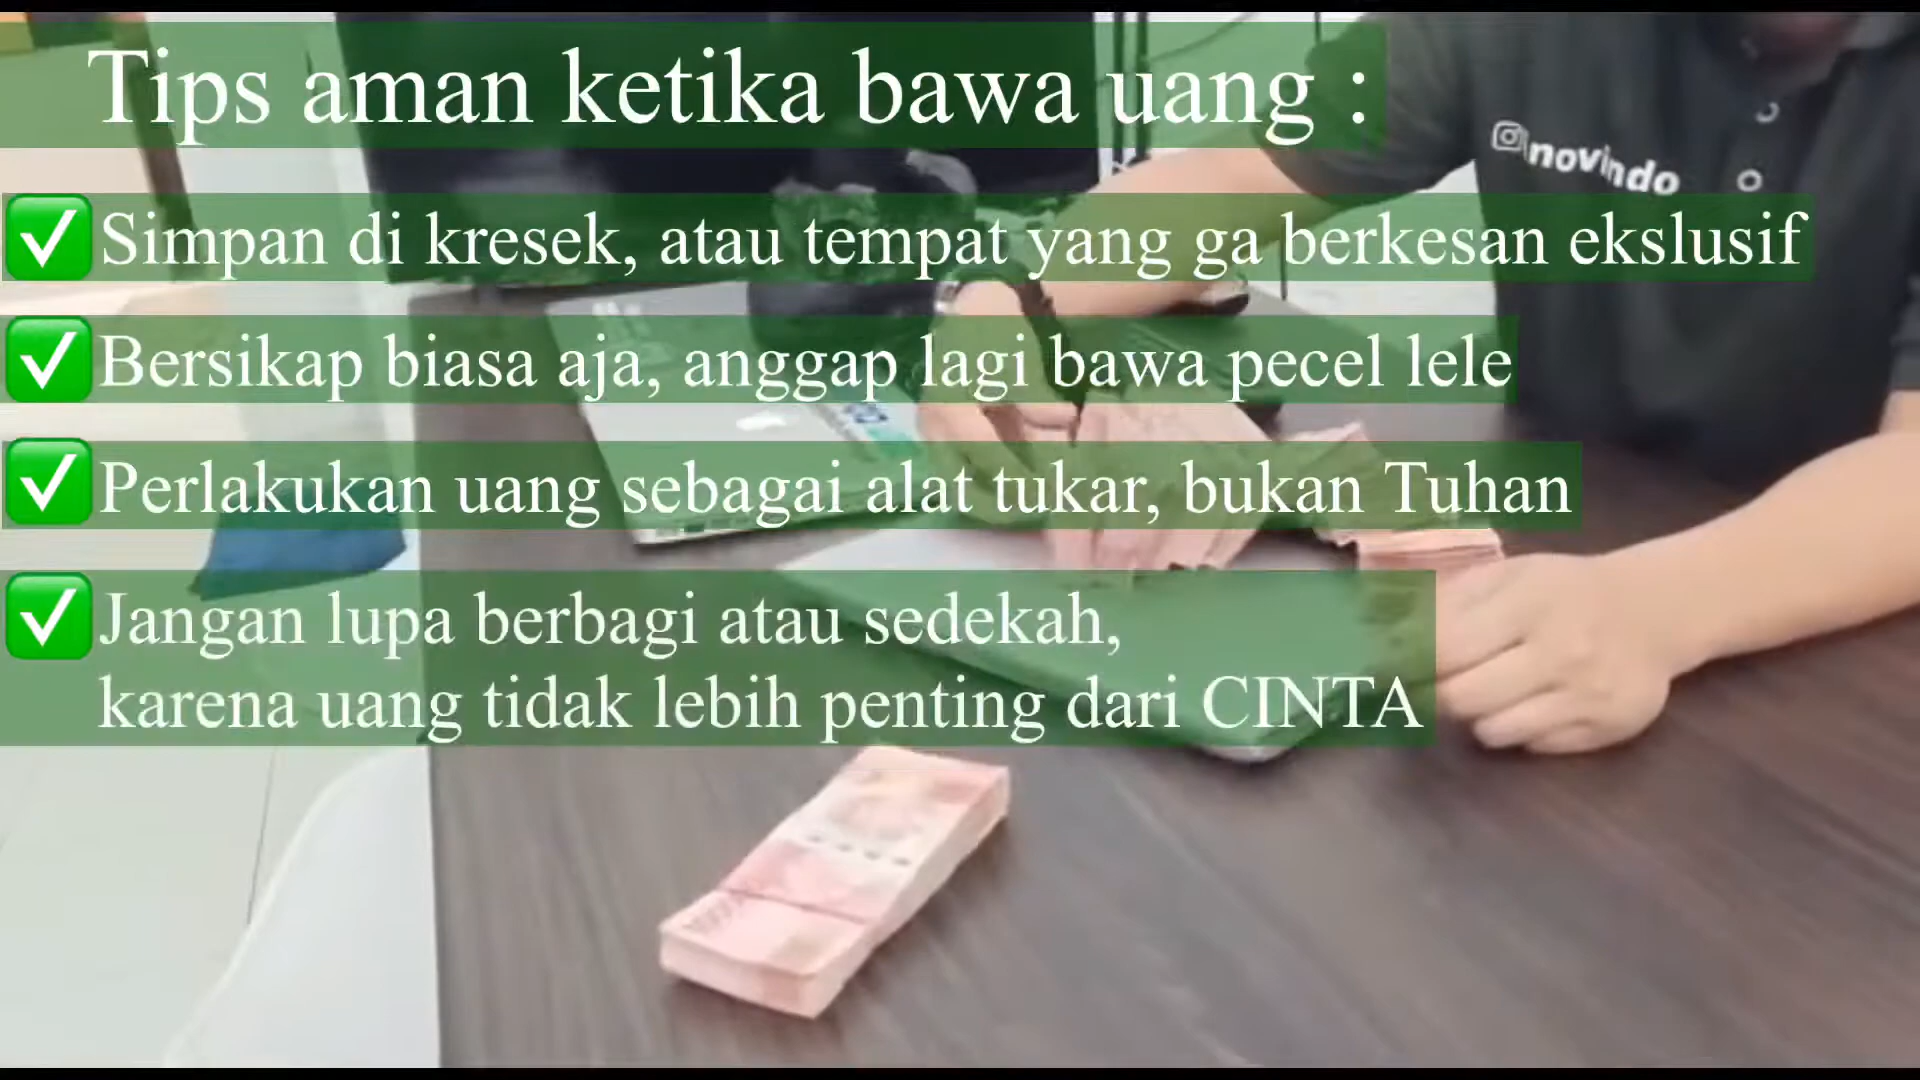 Tips aman ketika bawa uang :
novindo
✅Simpan di kresek, atau tempat yang ga berkesan ekslusif
✅Bersikap biasa aja, anggap lagi bawa pecel lele
✅Perlakukan uang sebagai alat tukar, bukan Tuhan
✅Jangan lupa berbagi atau sedekah,
karena uang tidak lebih penting dari CINTA